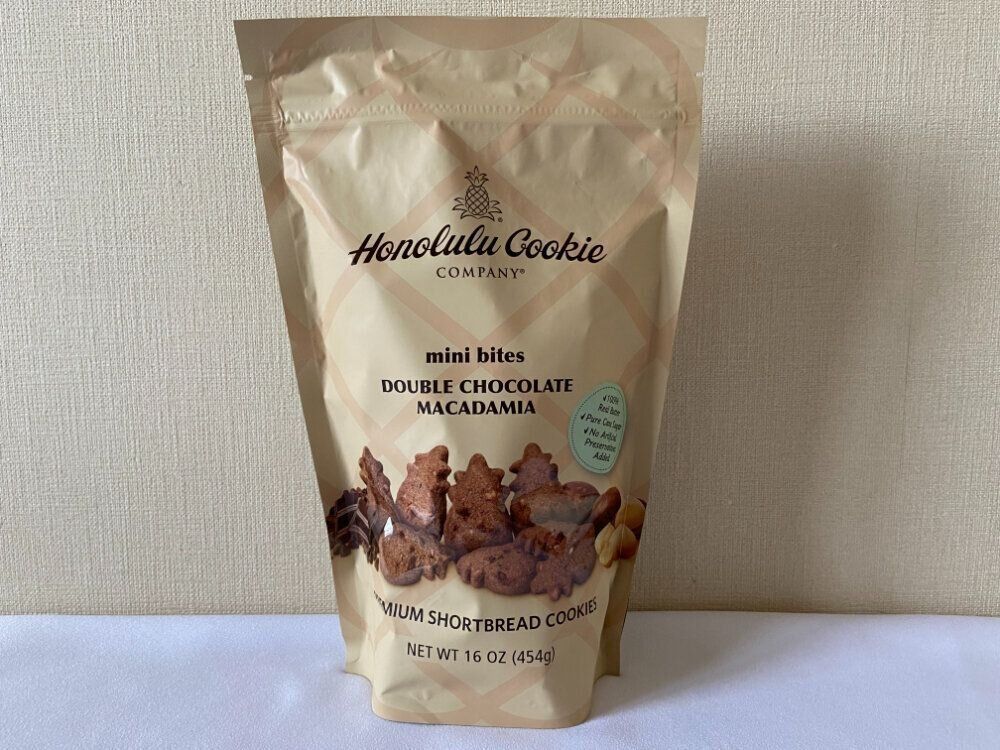 Honolulu Cookie
COMPANY®
mini bites
DOUBLE CHOCOLATE
MACADAMIA
✓100%
Real Butter
✓Pure Cane Sugar
✓No Artificial
Preservatives
Added
MIUM SHORTBREAD COOKIES
NET WT 16 OZ (454g)